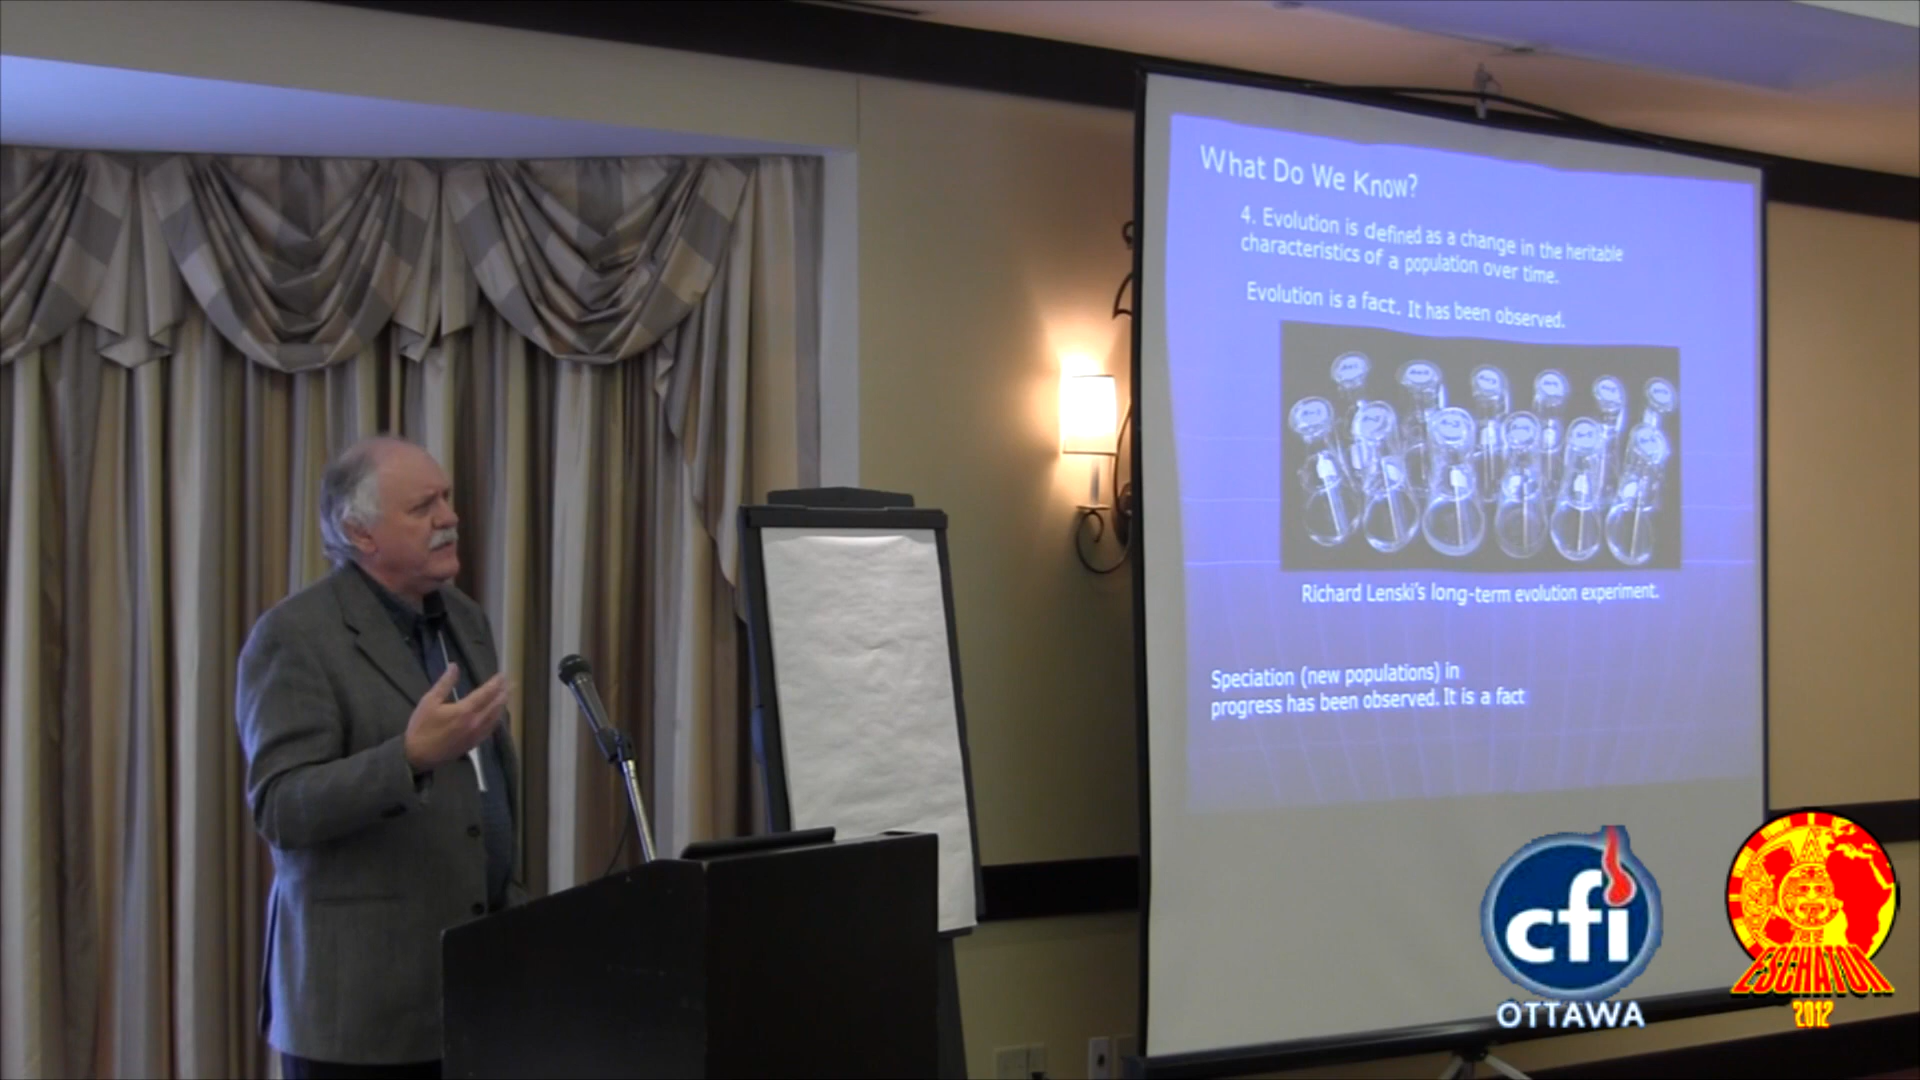 What Do We Know?
4. Evolution is defined as a change in the heritable
characteristics of a population over time.
Evolution is a fact. It has been observed.
Richard Lenski's long-term evolution experiment.
Speciation (new populations) in
progress has been observed. It is a fact
cfi
OTTAWA
ESCHATON
2012